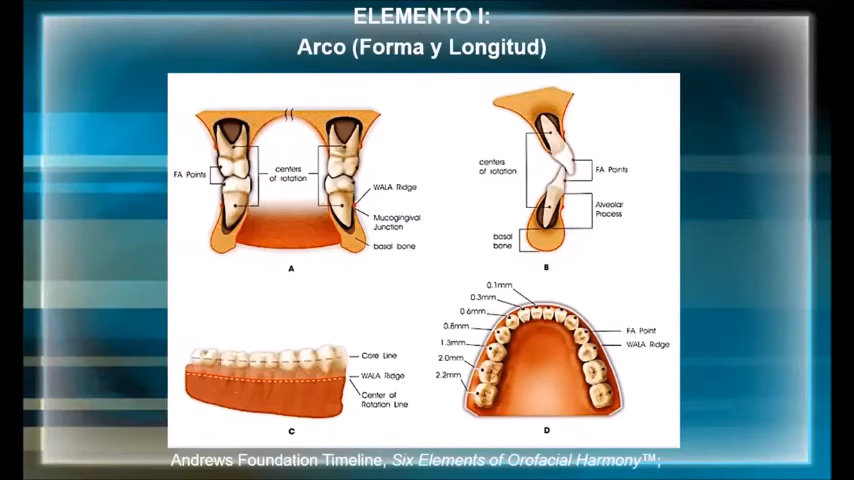 ELEMENTO I:
Arco (Forma y Longitud)
FA Points
centers
of rotation
WALA Ridge
Mucogingival
Junction
basal bone
A
centers
of rotation
FA Points
Alveolar
Process
basal
bone
B
Core Line
WALA Ridge
Center of
Rotation Line
C
0.1mm
0.3mm
0.6mm
0.8mm
1.3mm
2.0mm
2.2mm
FA Point
WALA Ridge
D
Andrews Foundation Timeline, Six Elements of Orofacial Harmony™;